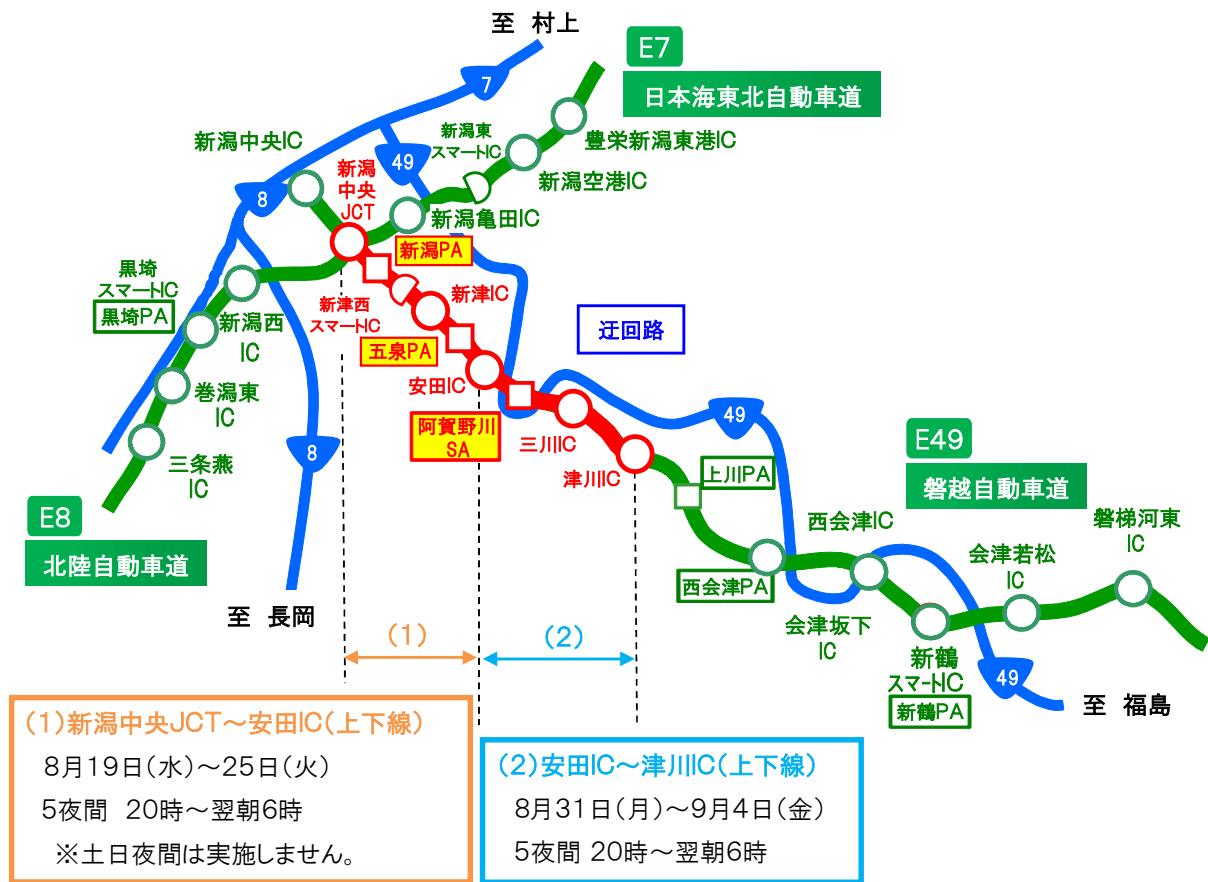 至 村上
E7
日本海東北自動車道
7
新潟中央IC
新潟
中央
JCT
49
新潟東
スマートIC
豊栄新潟東港IC
新潟空港IC
8
新潟亀田IC
新潟PA
黒埼
スマートIC
黒埼PA
新潟西
IC
新津西
スマートIC
新津IC
五泉PA
迂回路
安田IC
巻潟東
IC
阿賀野川
SA
三川IC
49
8
三条燕
IC
津川IC
上川PA
E49
磐越自動車道
E8
北陸自動車道
西会津IC
磐梯河東
IC
会津若松
IC
西会津PA
至 長岡
会津坂下
IC
新鶴
スマートIC
新鶴PA
49
至 福島
(1)
(2)
(1)新潟中央JCT～安田IC(上下線)
8月19日(水)～25日(火)
5夜間 20時～翌朝6時
※土日夜間は実施しません。
(2)安田IC～津川IC(上下線)
8月31日(月)～9月4日(金)
5夜間 20時～翌朝6時